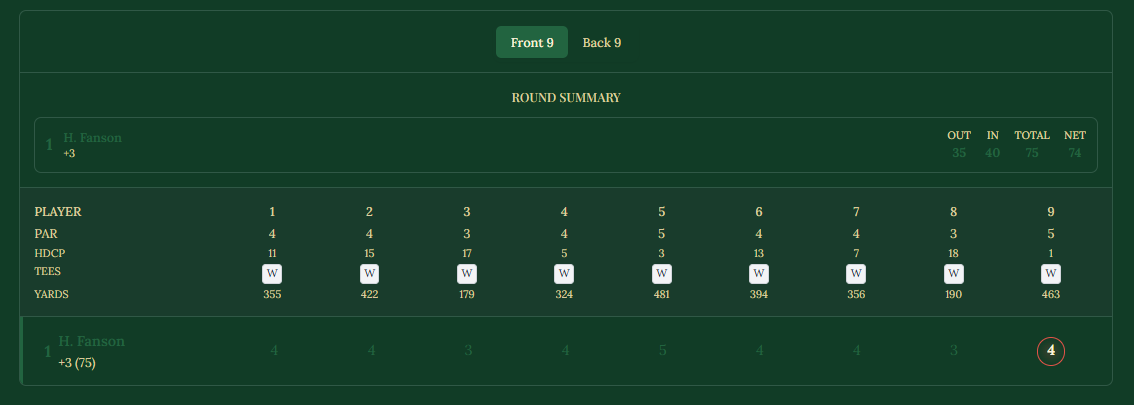 Front 9 Back 9
ROUND SUMMARY
1 H. Fanson
+3
OUT IN TOTAL NET
35 40 75 74
PLAYER 1 2 3 4 5 6 7 8 9
PAR 4 4 3 4 5 4 4 3 5
HDCP 11 15 17 5 3 13 7 18 1
TEES W W W W W W W W W
YARDS 355 422 179 324 481 394 356 190 463
1 H. Fanson 4 4 3 4 5 4 4 3 4
+3 (75)